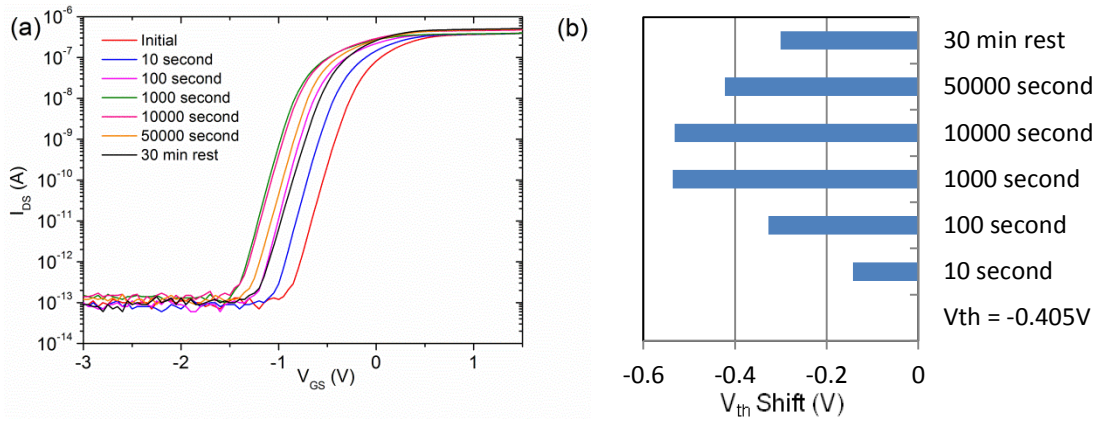 (a)
10⁻⁶
10⁻⁷
10⁻⁸
10⁻⁹
10⁻¹⁰
10⁻¹¹
10⁻¹²
10⁻¹³
10⁻¹⁴
I_DS (A)
Initial
10 second
100 second
1000 second
10000 second
50000 second
30 min rest
-3 -2 -1 0 1
V_GS (V)
(b)
30 min rest
50000 second
10000 second
1000 second
100 second
10 second
Vth = -0.405V
-0.6 -0.4 -0.2 0
V_th Shift (V)